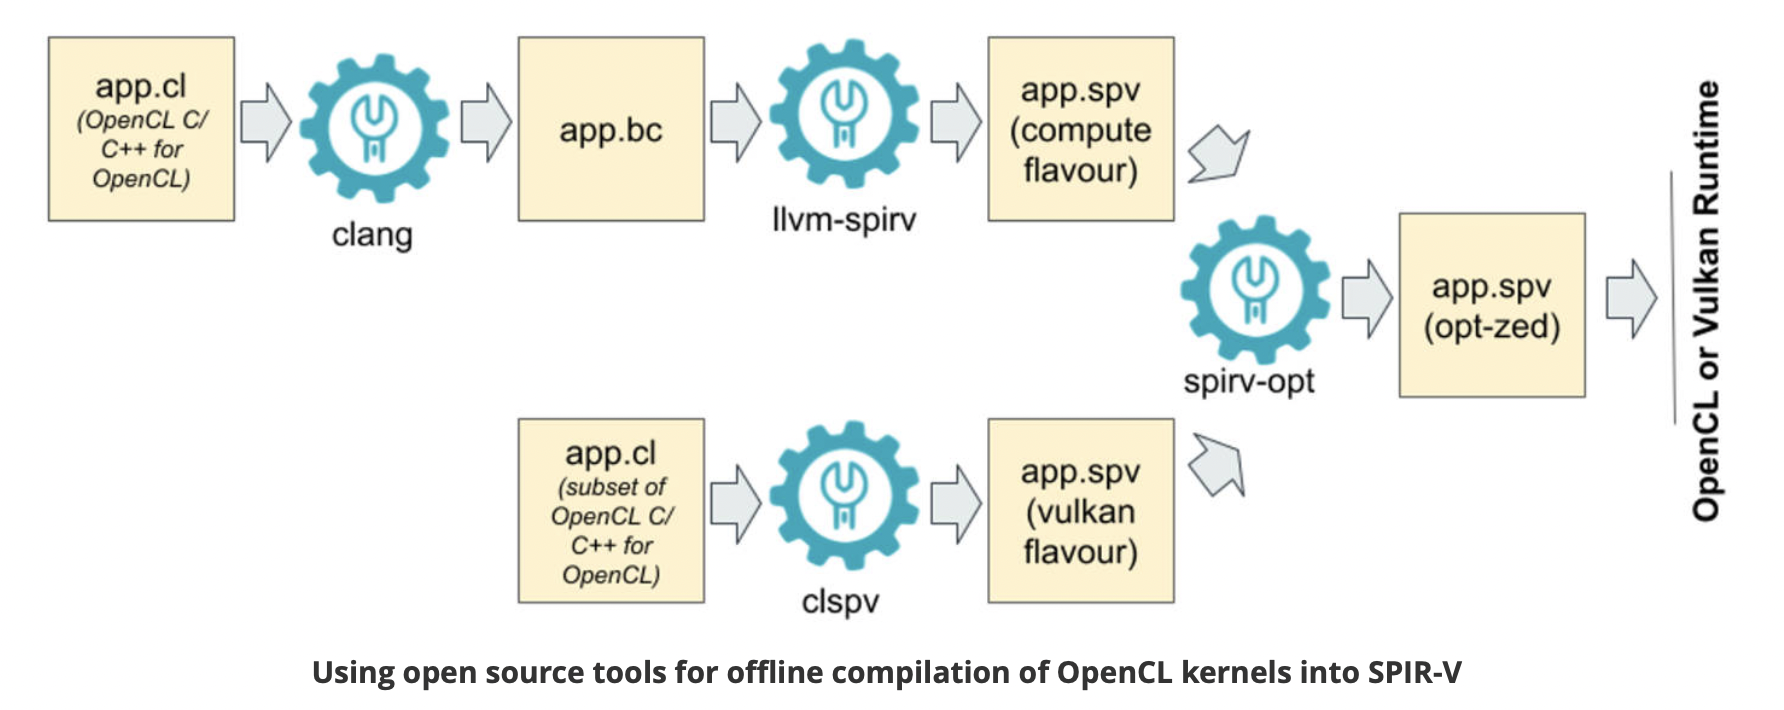 app.cl
(OpenCL C/
C++ for
OpenCL)
clang
app.bc
llvm-spirv
app.spv
(compute
flavour)
app.cl
(subset of
OpenCL C/
C++ for
OpenCL)
clspv
app.spv
(vulkan
flavour)
spirv-opt
app.spv
(opt-zed)
OpenCL or Vulkan Runtime
Using open source tools for offline compilation of OpenCL kernels into SPIR-V